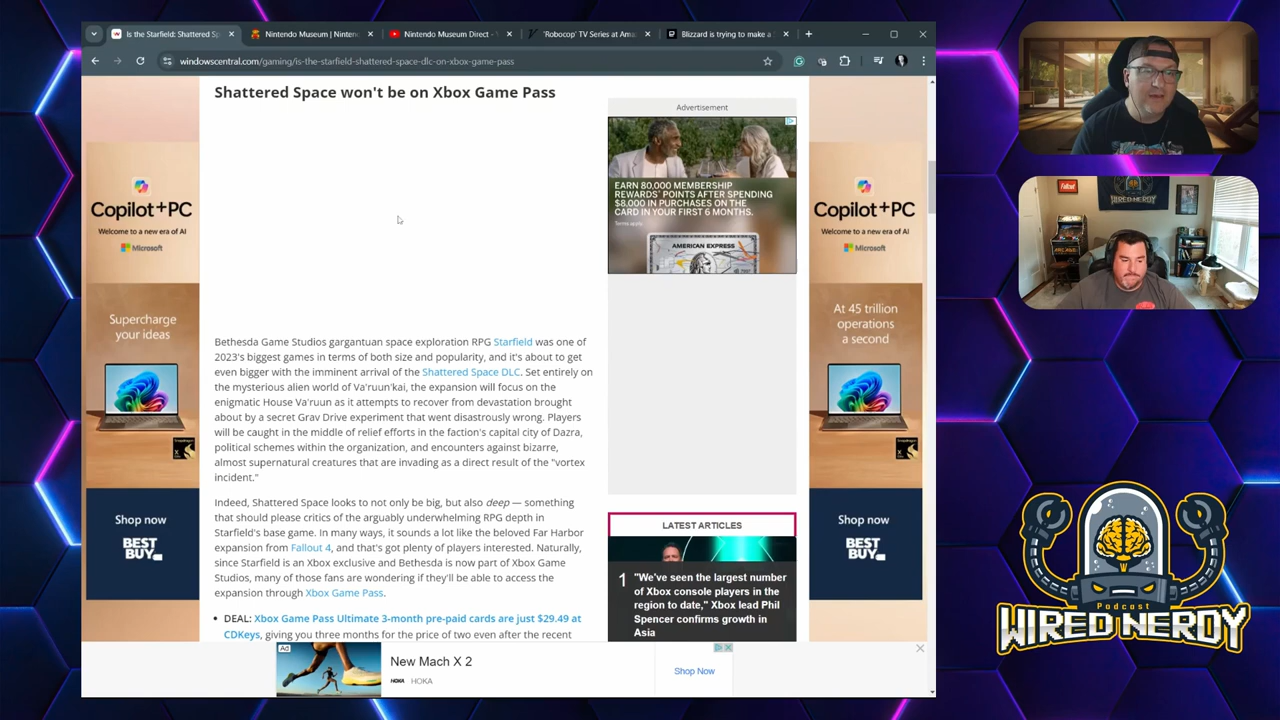 Is the Starfield: Shattered Sp
Nintendo Museum | Ninten
Nintendo Museum Direct -
'Robocop' TV Series at Ama
Blizzard is trying to make a
windowscentral.com/gaming/is-the-starfield-shattered-space-dlc-on-xbox-game-pass
Shattered Space won't be on Xbox Game Pass
Bethesda Game Studios gargantuan space exploration RPG Starfield was one of
2023's biggest games in terms of both size and popularity, and it's about to get
even bigger with the imminent arrival of the Shattered Space DLC. Set entirely on
the mysterious alien world of Va'ruun'kai, the expansion will focus on the
enigmatic House Va'ruun as it attempts to recover from devastation brought
about by a secret Grav Drive experiment that went disastrously wrong. Players
will be caught in the middle of relief efforts in the faction's capital city of Dazra,
political schemes within the organization, and encounters against bizarre,
almost supernatural creatures that are invading as a direct result of the "vortex
incident."
Indeed, Shattered Space looks to not only be big, but also deep — something
that should please critics of the arguably underwhelming RPG depth in
Starfield's base game. In many ways, it sounds a lot like the beloved Far Harbor
expansion from Fallout 4, and that's got plenty of players interested. Naturally,
since Starfield is an Xbox exclusive and Bethesda is now part of Xbox Game
Studios, many of those fans are wondering if they'll be able to access the
expansion through Xbox Game Pass.
DEAL: Xbox Game Pass Ultimate 3-month pre-paid cards are just $29.49 at
CDKeys, giving you three months for the price of two even after the recent
Advertisement
EARN 80,000 MEMBERSHIP
REWARDS® POINTS AFTER SPENDING
$8,000 IN PURCHASES ON THE
CARD IN YOUR FIRST 6 MONTHS.
Terms apply.
AMERICAN EXPRESS
LATEST ARTICLES
1
"We've seen the largest number
of Xbox console players in the
region to date," Xbox lead Phil
Spencer confirms growth in
Asia
Copilot+PC
Welcome to a new era of AI
Microsoft
Supercharge
your ideas
Shop now
BEST
BUY
Copilot+PC
Welcome to a new era of AI
Microsoft
At 45 trillion
operations
a second
Shop now
BEST
BUY
Ad
New Mach X 2
HOKA HOKA
Shop Now
Fallout
WIRED NERDY
ARCADE
Podcast
WIRED NERDY